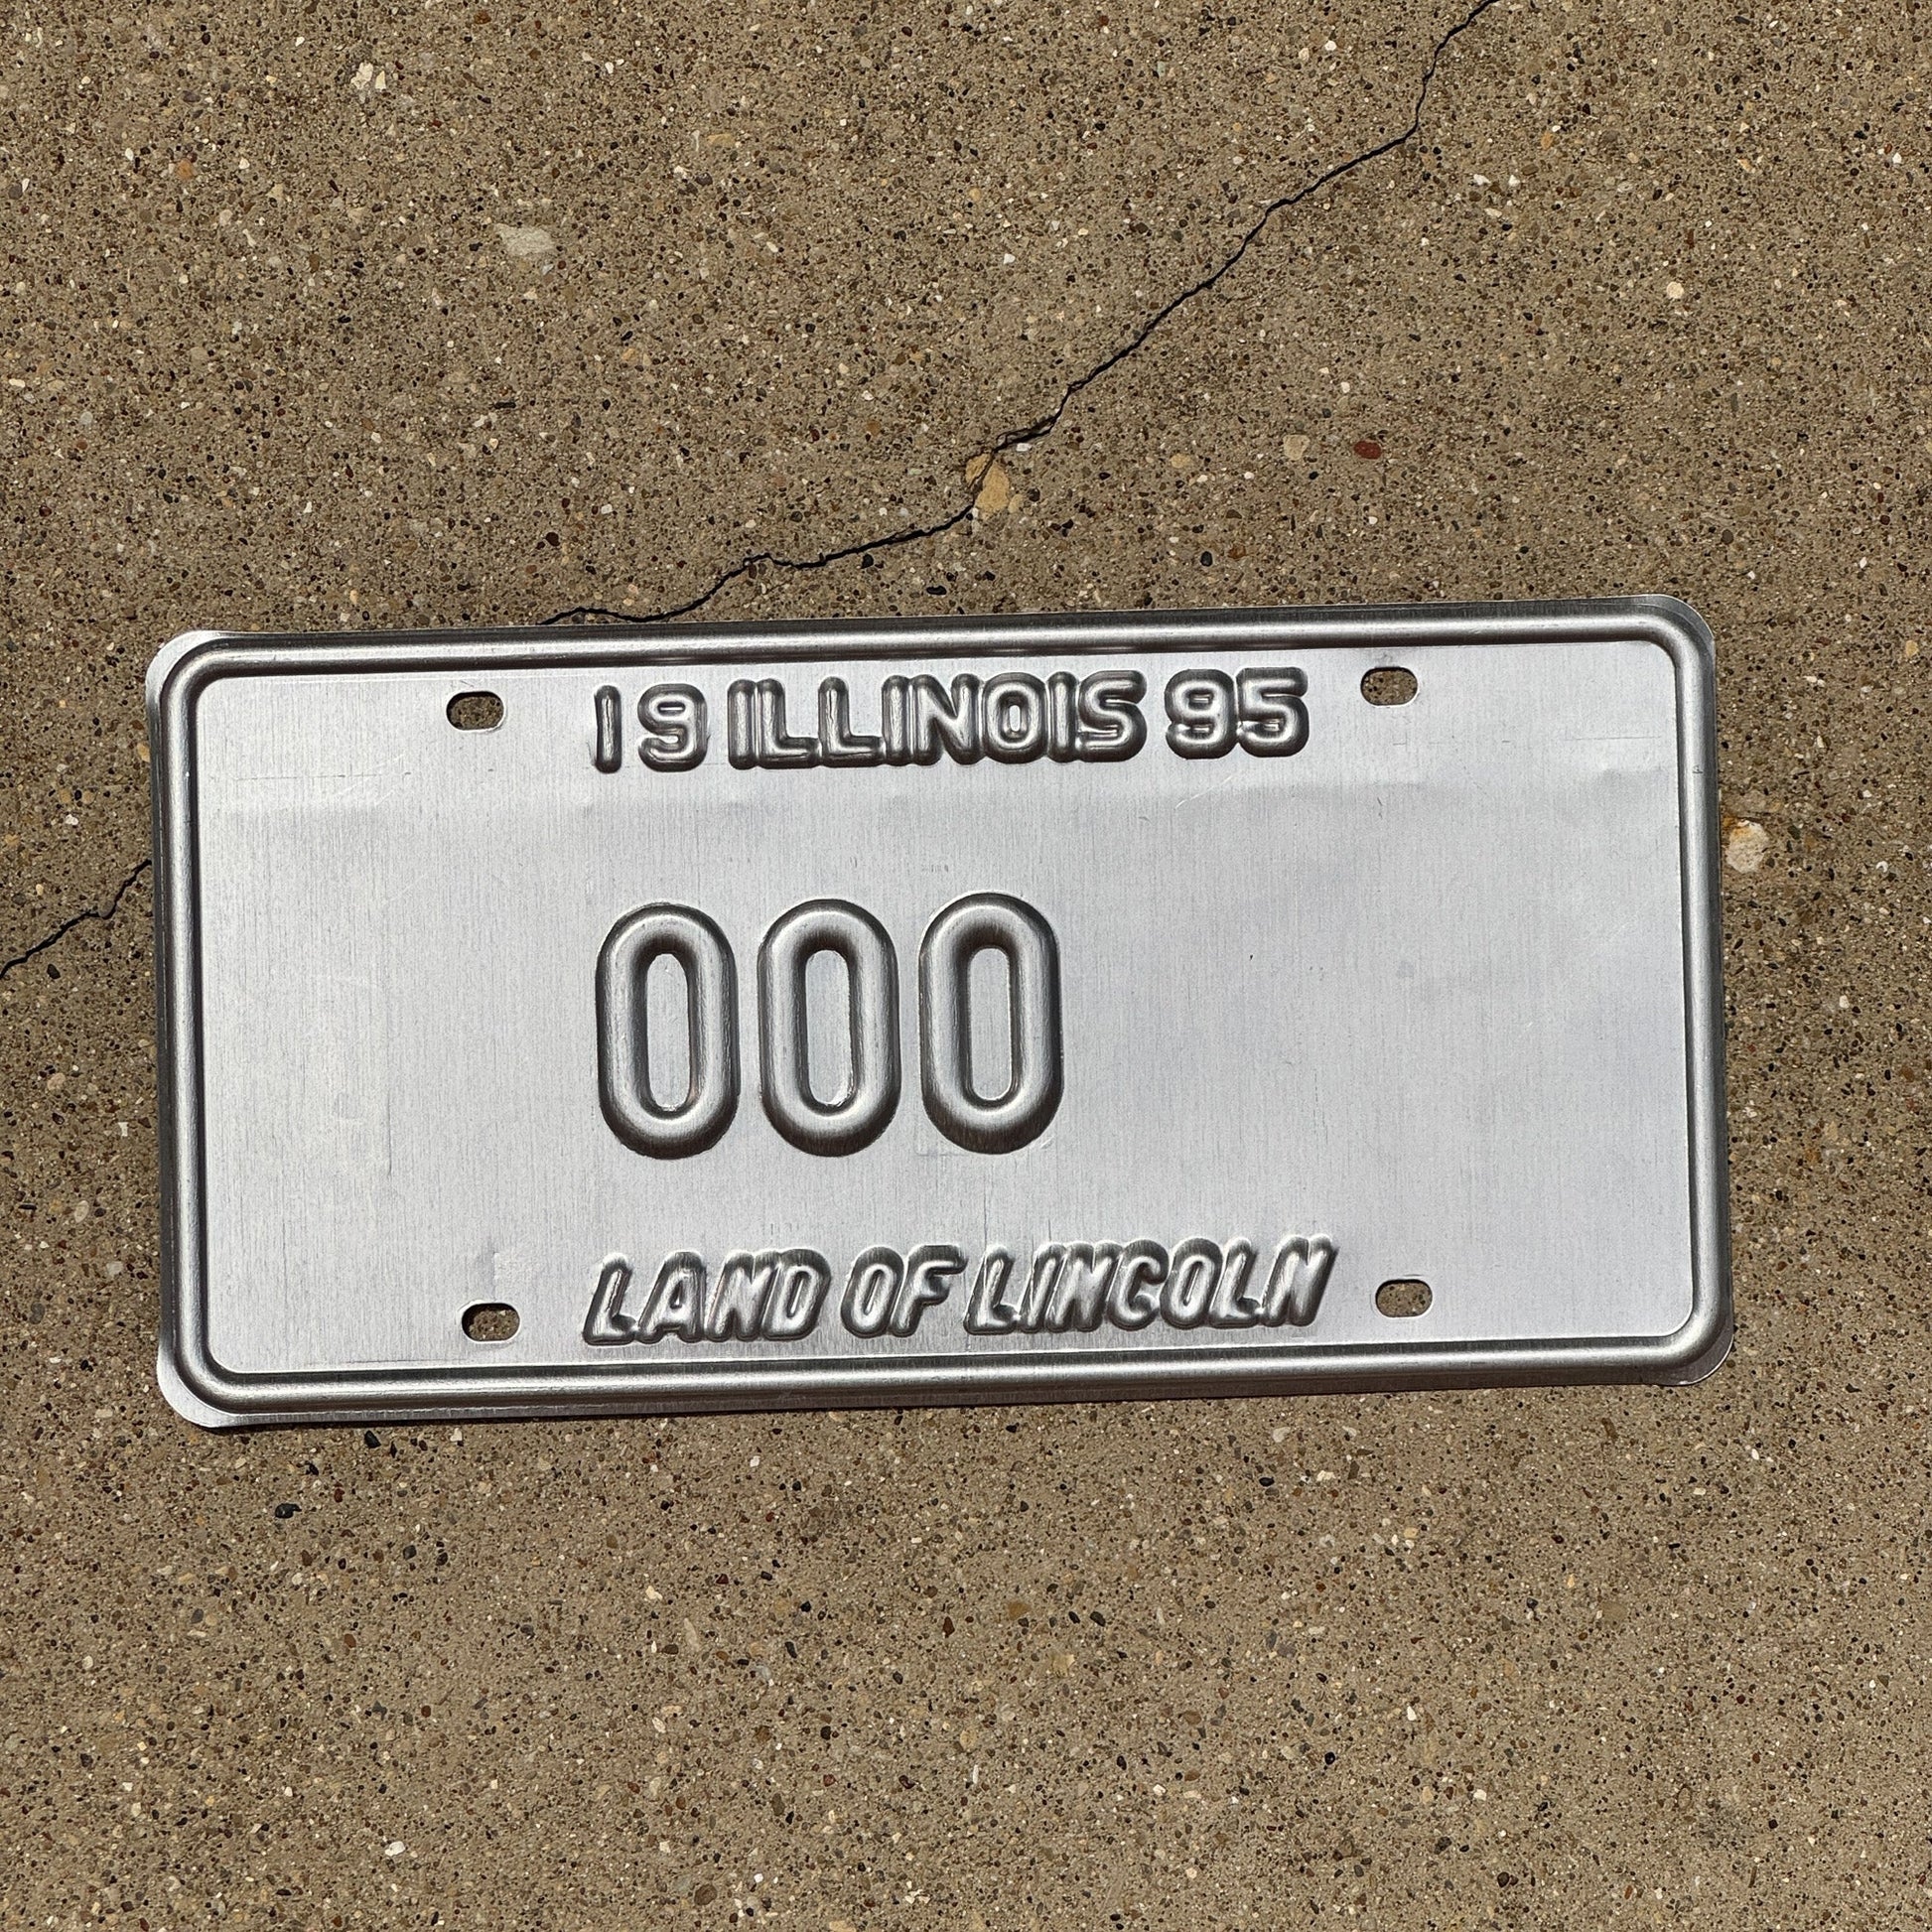 19 ILLINOIS 95
000
LAND OF LINCOLN